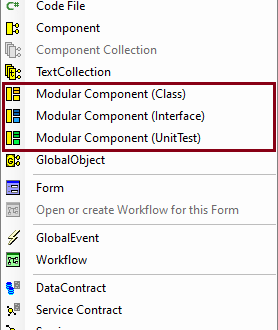 C# Code File
Component
Component Collection
TextCollection
Modular Component (Class)
Modular Component (Interface)
Modular Component (UnitTest)
GlobalObject
Form
Open or create Workflow for this Form
GlobalEvent
Workflow
DataContract
Service Contract